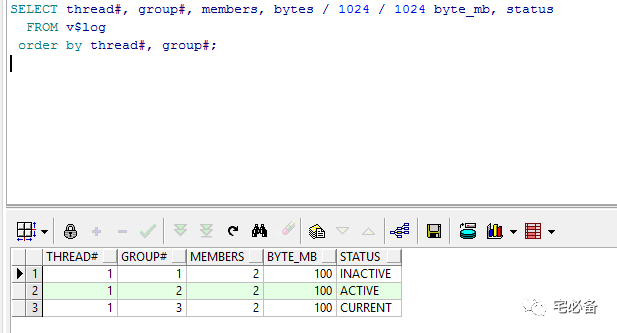 SELECT thread#, group#, members, bytes / 1024 / 1024 byte_mb, status
FROM v$log
order by thread#, group#;
THREAD# GROUP# MEMBERS BYTE_MB STATUS
1 1 1 2 100 INACTIVE
2 1 2 2 100 ACTIVE
3 1 3 2 100 CURRENT
宅必备